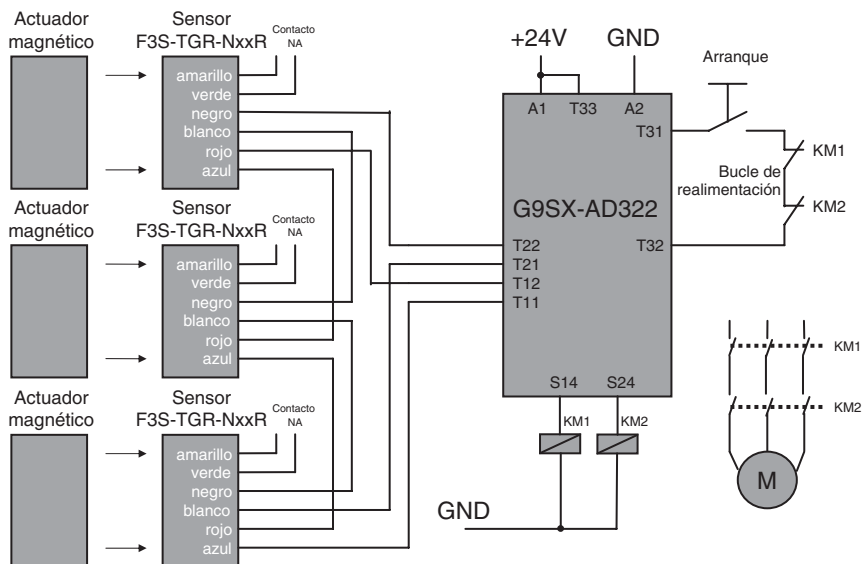 Actuador
magnético
Sensor
F3S-TGR-NxxR
Contacto
NA
amarillo
verde
negro
blanco
rojo
azul
Actuador
magnético
Sensor
F3S-TGR-NxxR
Contacto
NA
amarillo
verde
negro
blanco
rojo
azul
Actuador
magnético
Sensor
F3S-TGR-NxxR
Contacto
NA
amarillo
verde
negro
blanco
rojo
azul
+24V
GND
A1
T33
A2
T31
G9SX-AD322
T22
T21
T12
T11
T32
S14
S24
KM1
KM2
GND
Arranque
KM1
Bucle de
realimentación
KM2
KM1
KM2
M